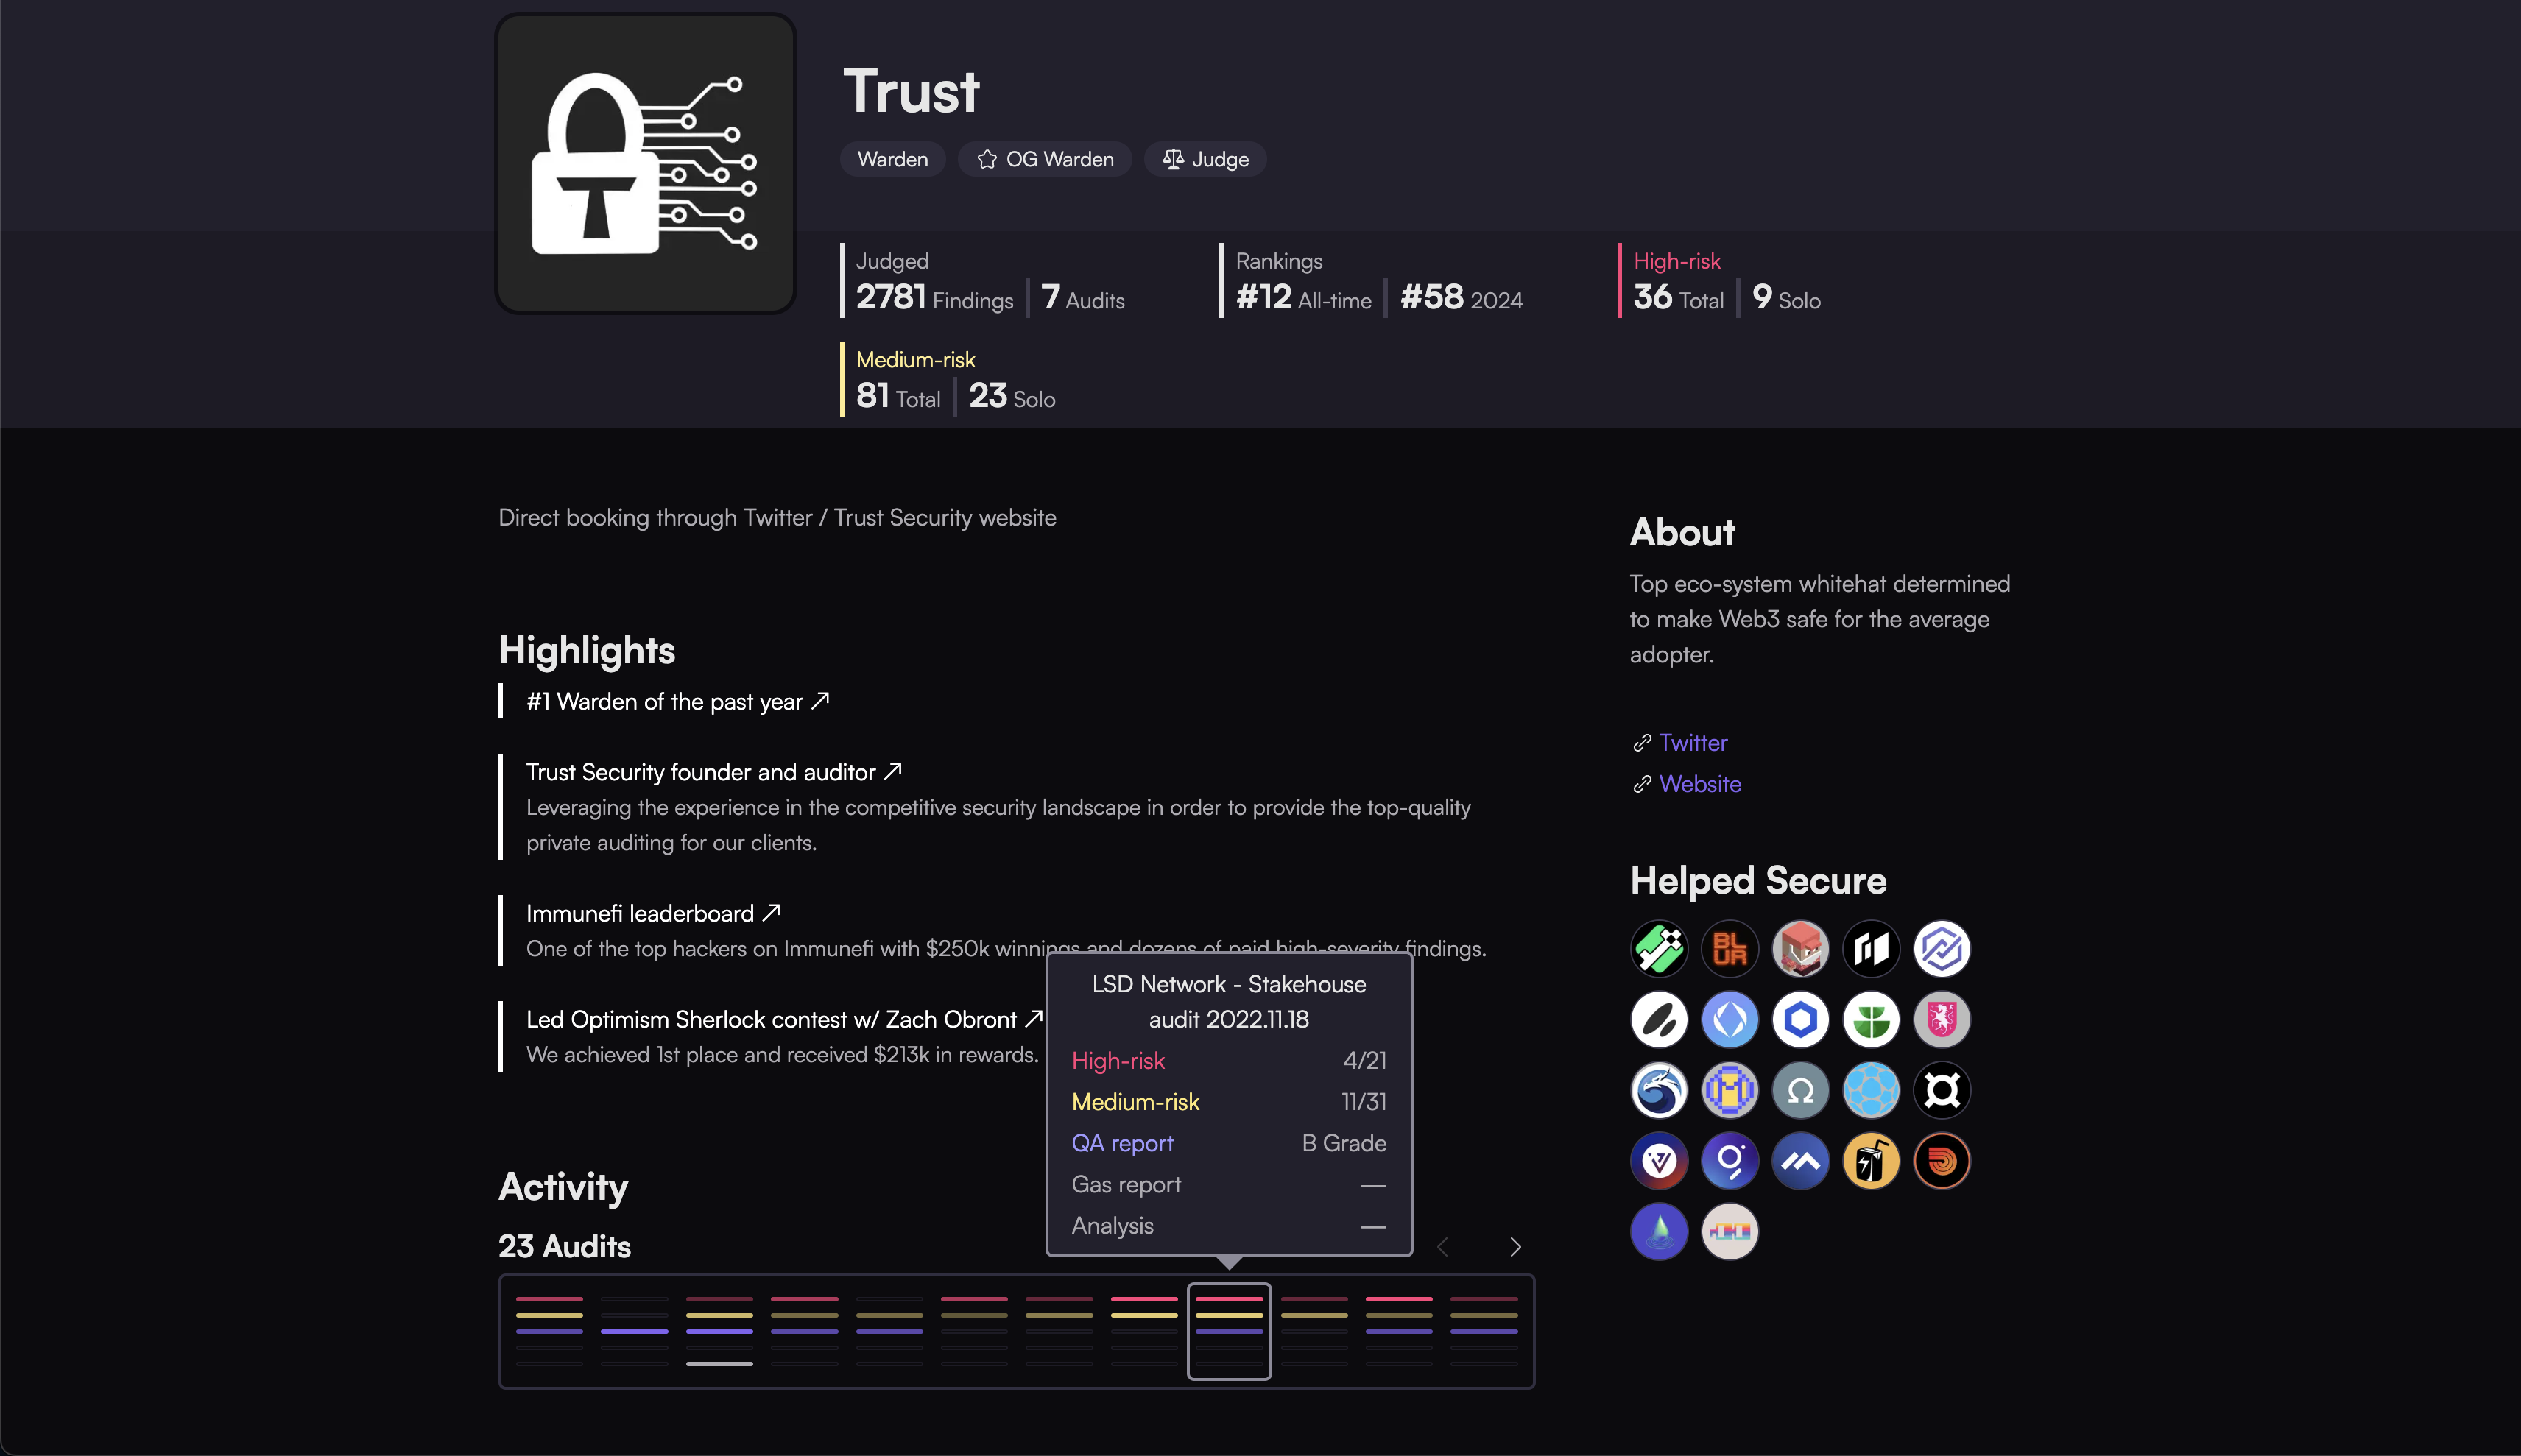 Trust
Warden
OG Warden
Judge
Judged
2781 Findings | 7 Audits
Rankings
#12 All-time | #58 2024
High-risk
36 Total | 9 Solo
Medium-risk
81 Total | 23 Solo
Direct booking through Twitter / Trust Security website
Highlights
#1 Warden of the past year ↗
Trust Security founder and auditor ↗
Leveraging the experience in the competitive security landscape in order to provide the top-quality
private auditing for our clients.
Immunefi leaderboard ↗
One of the top hackers on Immunefi with $250k winnings and dozens of paid high-severity findings.
Led Optimism Sherlock contest w/ Zach Obront ↗
We achieved 1st place and received $213k in rewards.
LSD Network - Stakehouse
audit 2022.11.18
High-risk 4/21
Medium-risk 11/31
QA report B Grade
Gas report —
Analysis —
Activity
23 Audits
About
Top eco-system whitehat determined
to make Web3 safe for the average
adopter.
Twitter
Website
Helped Secure
BL
UR
Ω